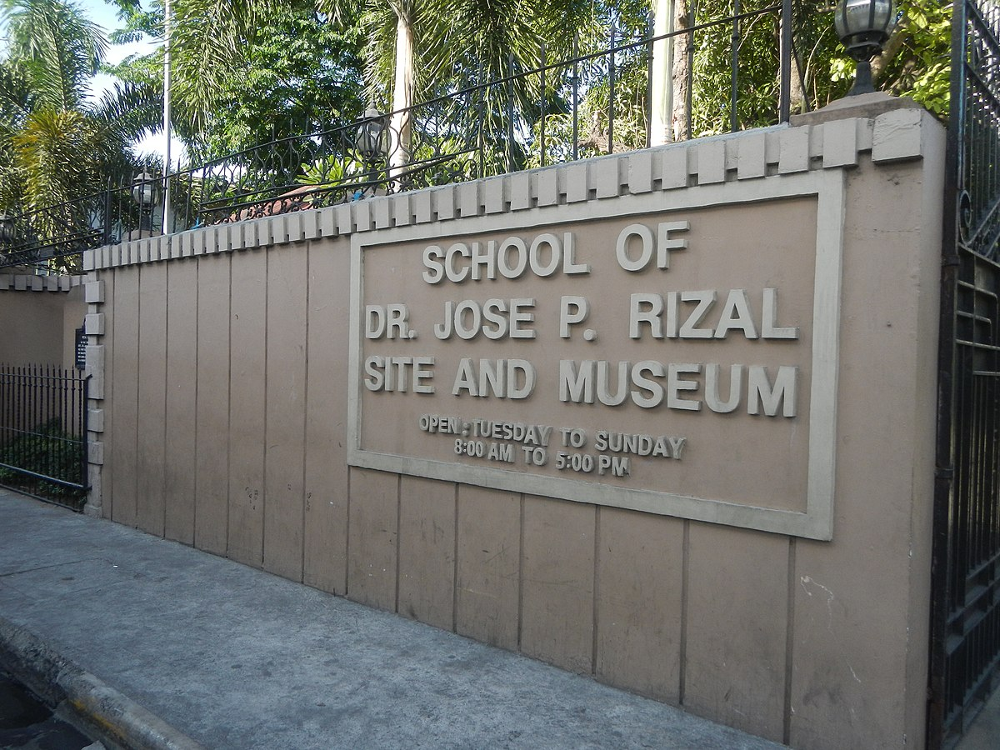 SCHOOL OF
DR. JOSE P. RIZAL
SITE AND MUSEUM
OPEN : TUESDAY TO SUNDAY
8:00 AM TO 5:00 PM.